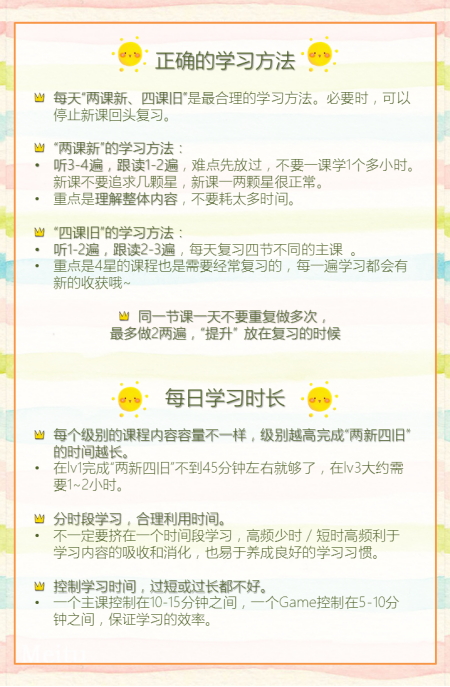 正确的学习方法
每天“两课新、四课旧”是最合理的学习方法。必要时，可以
停止新课回头复习。
“两课新”的学习方法：
• 听3-4遍，跟读1-2遍，难点先放过，不要一课学1个多小时。
新课不要追求几颗星，新课一两颗星很正常。
• 重点是理解整体内容，不要耗太多时间。
“四课旧”的学习方法：
• 听1-2遍，跟读2-3遍，每天复习四节不同的主课 。
• 重点是4星的课程也是需要经常复习的，每一遍学习都会有
新的收获哦~
同一节课一天不要重复做多次，
最多做2两遍，“提升” 放在复习的时候
每日学习时长
每个级别的课程内容容量不一样，级别越高完成“两新四旧”
的时间越长。
• 在lv1完成“两新四旧”不到45分钟左右就够了，在lv3大约需
要1~2小时。
分时段学习，合理利用时间。
• 不一定要挤在一个时间段学习，高频少时 / 短时高频利于
学习内容的吸收和消化，也易于养成良好的学习习惯。
控制学习时间，过短或过长都不好。
• 一个主课控制在10-15分钟之间，一个Game控制在5-10分
钟之间，保证学习的效率。